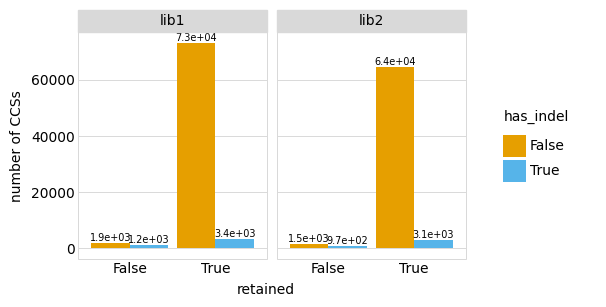 lib1
lib2
7.3e+04
6.4e+04
60000
40000
20000
0
number of CCSs
1.9e+03
1.2e+03
3.4e+03
1.5e+03
9.7e+02
3.1e+03
False
True
False
True
retained
has_indel
False
True